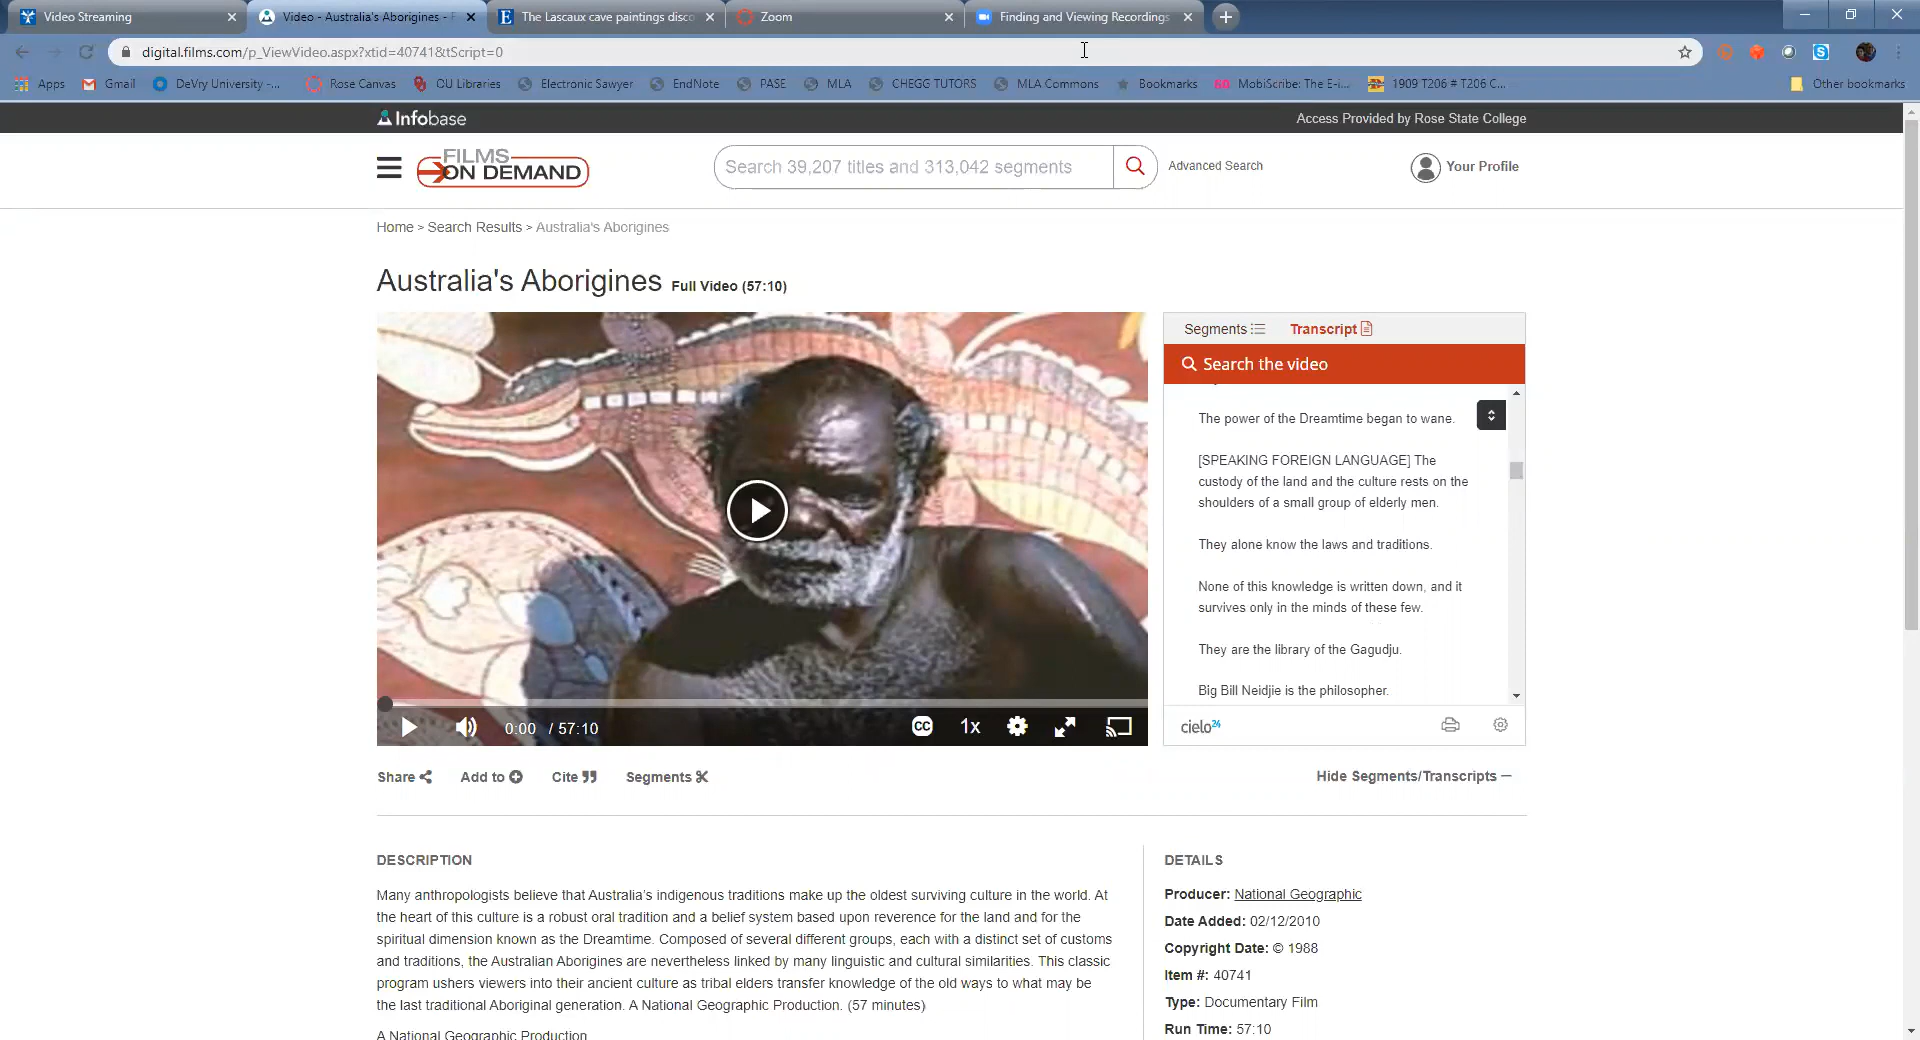 Video Streaming
Video - Australia's Aborigines - F
The Lascaux cave paintings disco
Zoom
Finding and Viewing Recordings
digital.films.com/p_ViewVideo.aspx?xtid=40741&tScript=0
Apps
Gmail
DeVry University -...
Rose Canvas
OU Libraries
Electronic Sawyer
EndNote
PASE
MLA
CHEGG TUTORS
MLA Commons
Bookmarks
MobiScribe: The E-i...
1909 T206 # T206 C...
Other bookmarks
Infobase
Access Provided by Rose State College
FILMS
ON DEMAND
Search 39,207 titles and 313,042 segments
Advanced Search
Your Profile
Home > Search Results > Australia's Aborigines
Australia's Aborigines Full Video (57:10)
Segments
Transcript
Search the video
The power of the Dreamtime began to wane.
[SPEAKING FOREIGN LANGUAGE] The
custody of the land and the culture rests on the
shoulders of a small group of elderly men.
They alone know the laws and traditions.
None of this knowledge is written down, and it
survives only in the minds of these few.
They are the library of the Gagudju.
Big Bill Neidjie is the philosopher.
0:00 / 57:10
CC
1x
cielo24
Share
Add to
Cite
Segments
Hide Segments/Transcripts
DESCRIPTION
Many anthropologists believe that Australia's indigenous traditions make up the oldest surviving culture in the world. At
the heart of this culture is a robust oral tradition and a belief system based upon reverence for the land and for the
spiritual dimension known as the Dreamtime. Composed of several different groups, each with a distinct set of customs
and traditions, the Australian Aborigines are nevertheless linked by many linguistic and cultural similarities. This classic
program ushers viewers into their ancient culture as tribal elders transfer knowledge of the old ways to what may be
the last traditional Aboriginal generation. A National Geographic Production. (57 minutes)
A National Geographic Production
DETAILS
Producer: National Geographic
Date Added: 02/12/2010
Copyright Date: © 1988
Item #: 40741
Type: Documentary Film
Run Time: 57:10